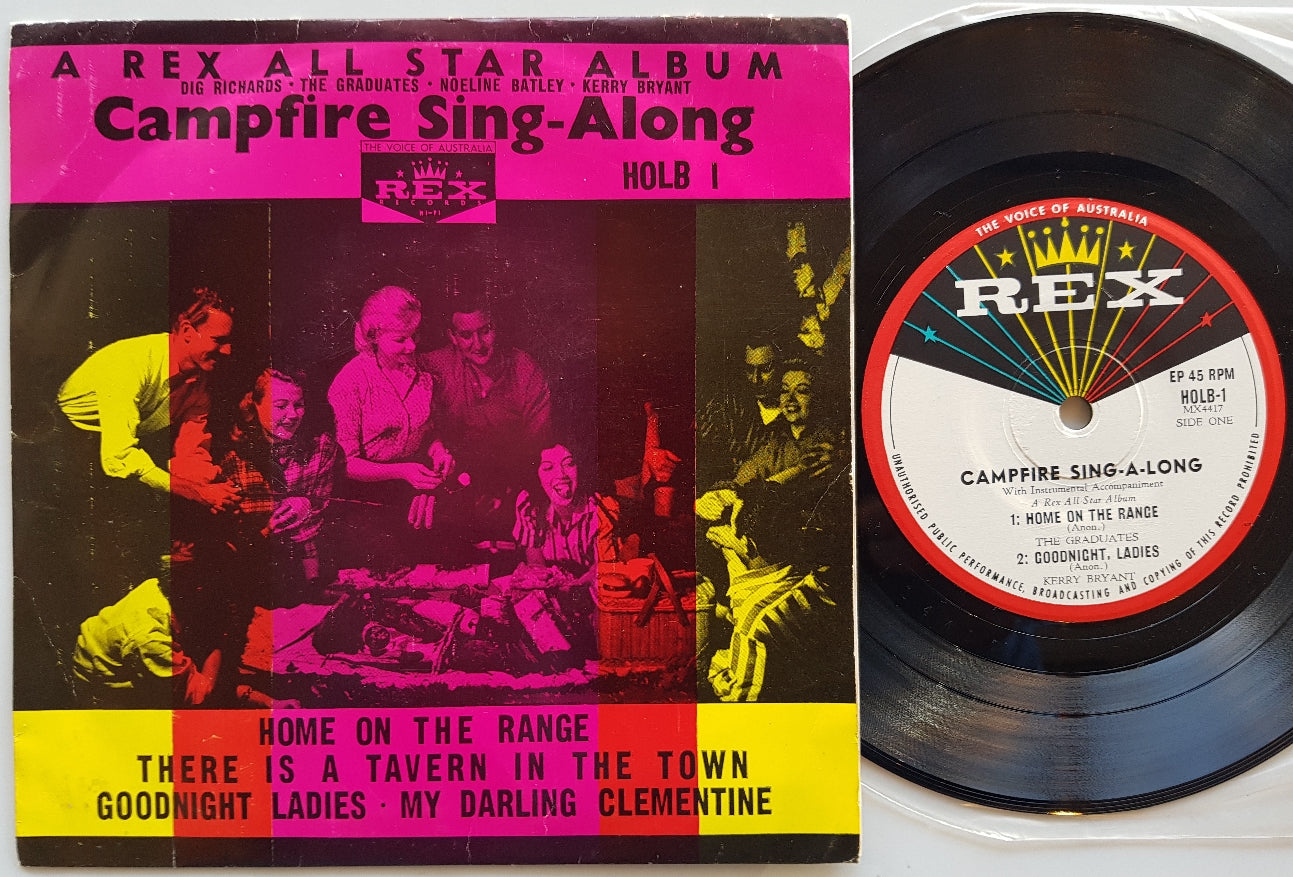 A REX ALL STAR ALBUM
DIG RICHARDS · THE GRADUATES · NOELINE BATLEY · KERRY BRYANT
Campfire Sing-Along
THE VOICE OF AUSTRALIA
REX
RECORDS
HI-FI
HOLB 1
HOME ON THE RANGE
THERE IS A TAVERN IN THE TOWN
GOODNIGHT LADIES · MY DARLING CLEMENTINE
THE VOICE OF AUSTRALIA
REX
EP 45 RPM
HOLB-1
MX4417
SIDE ONE
CAMPFIRE SING-A-LONG
With Instrumental Accompaniment
A Rex All Star Album
1: HOME ON THE RANGE
(Anon.)
THE GRADUATES
2: GOODNIGHT, LADIES
(Anon.)
KERRY BRYANT
UNAUTHORISED PUBLIC PERFORMANCE, BROADCASTING AND COPYING OF THIS RECORD PROHIBITED